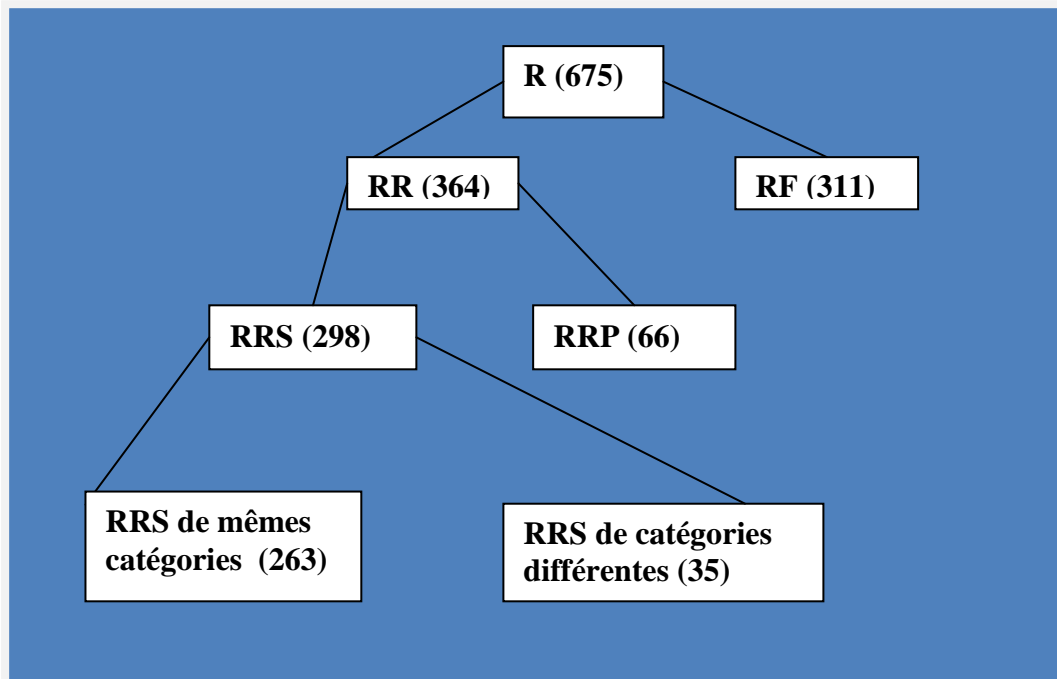 R (675)
RR (364)
RF (311)
RRS (298)
RRP (66)
RRS de mêmes
catégories (263)
RRS de catégories
différentes (35)